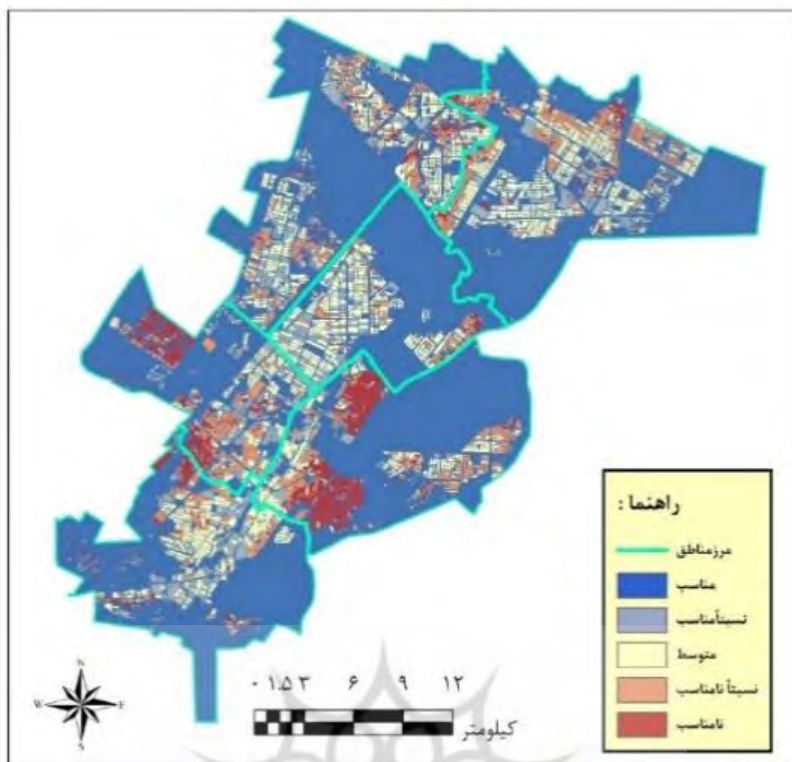 راهنما :
مرزمناطق
مناسب
نسبتاًمناسب
متوسط
نسبتاً نامناسب
نامناسب
N
W E
S
۰ ۱.۵ ۳ ۶ ۹ ۱۲
کیلومتر